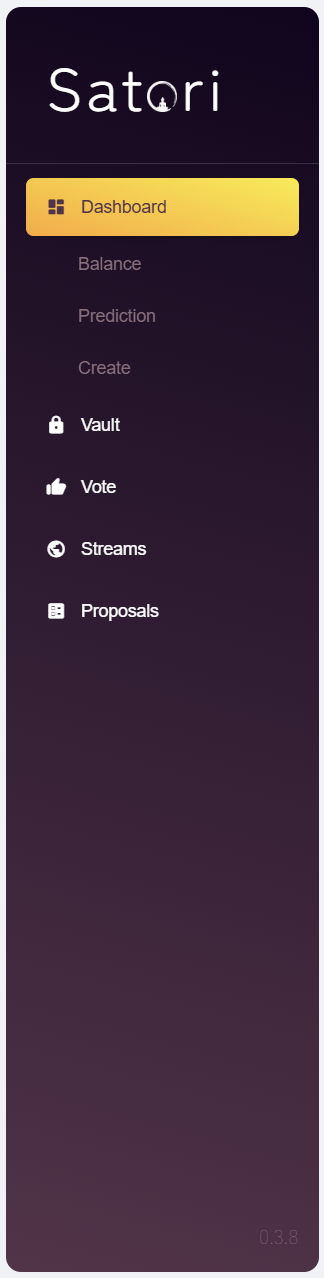 Satori
Dashboard
Balance
Prediction
Create
Vault
Vote
Streams
Proposals
0.3.8